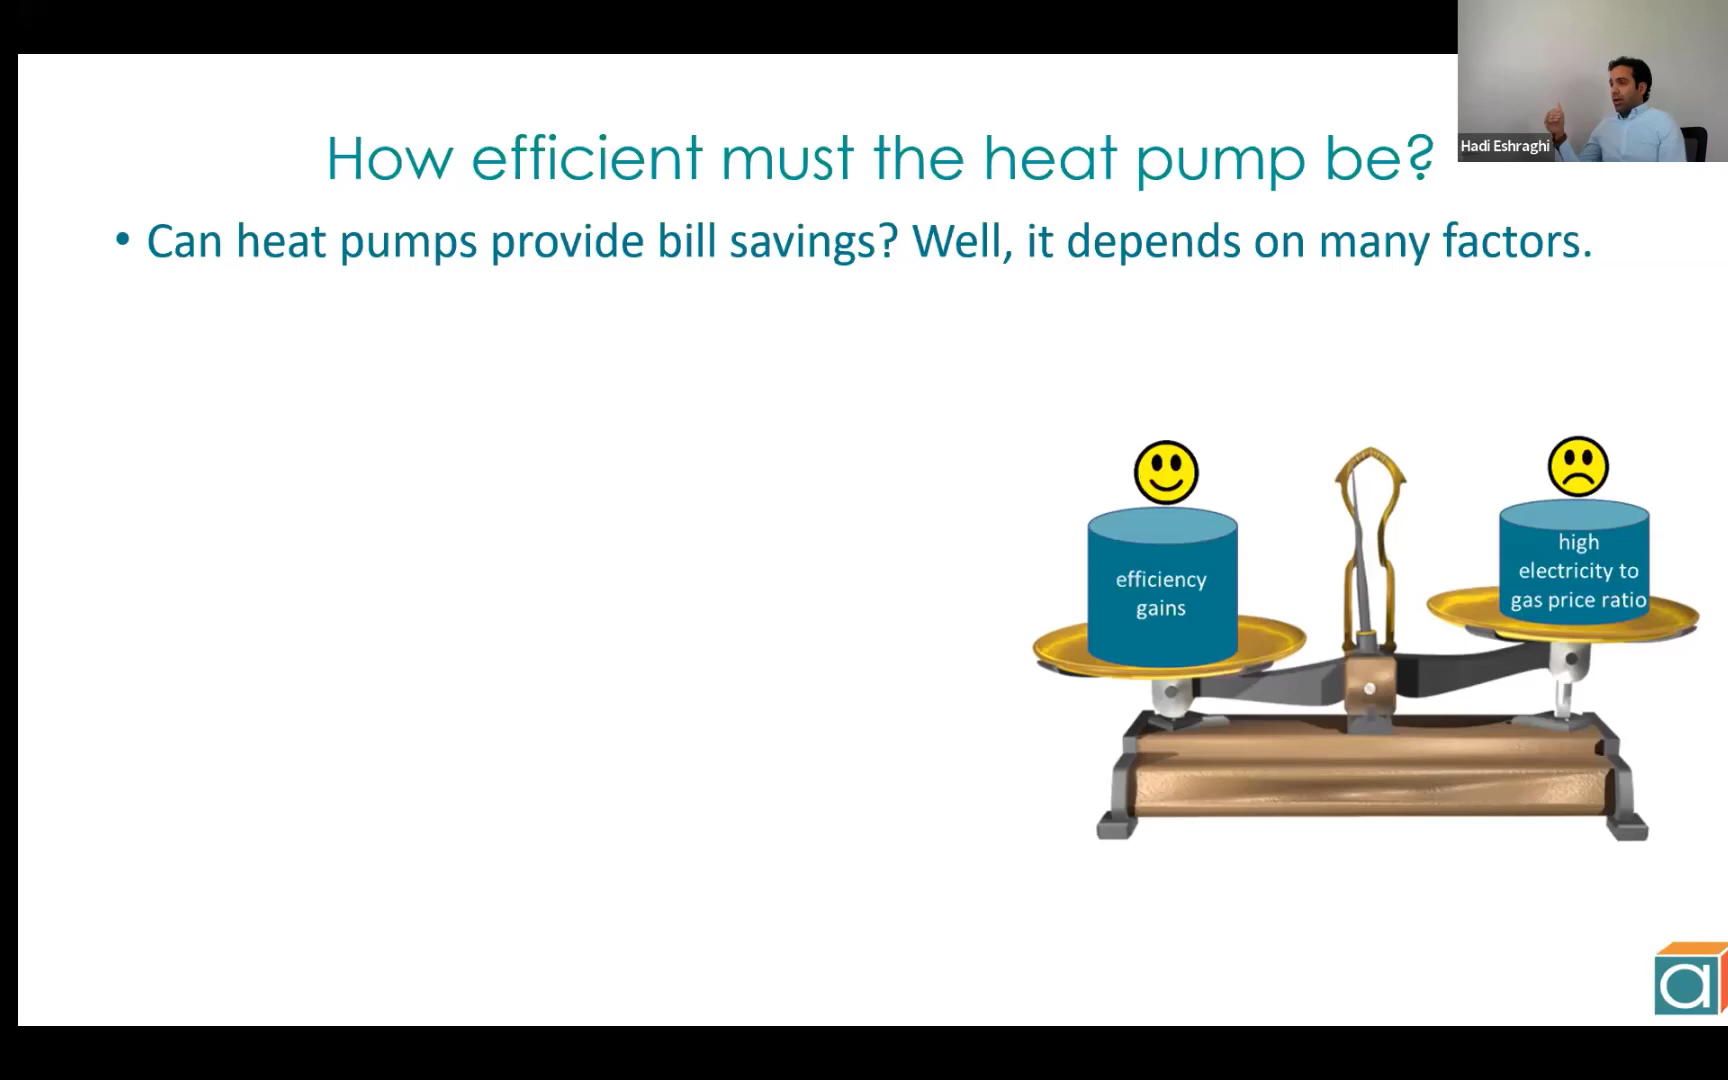 Hadi Eshraghi
How efficient must the heat pump be?
• Can heat pumps provide bill savings? Well, it depends on many factors.
efficiency
gains
high
electricity to
gas price ratio
a